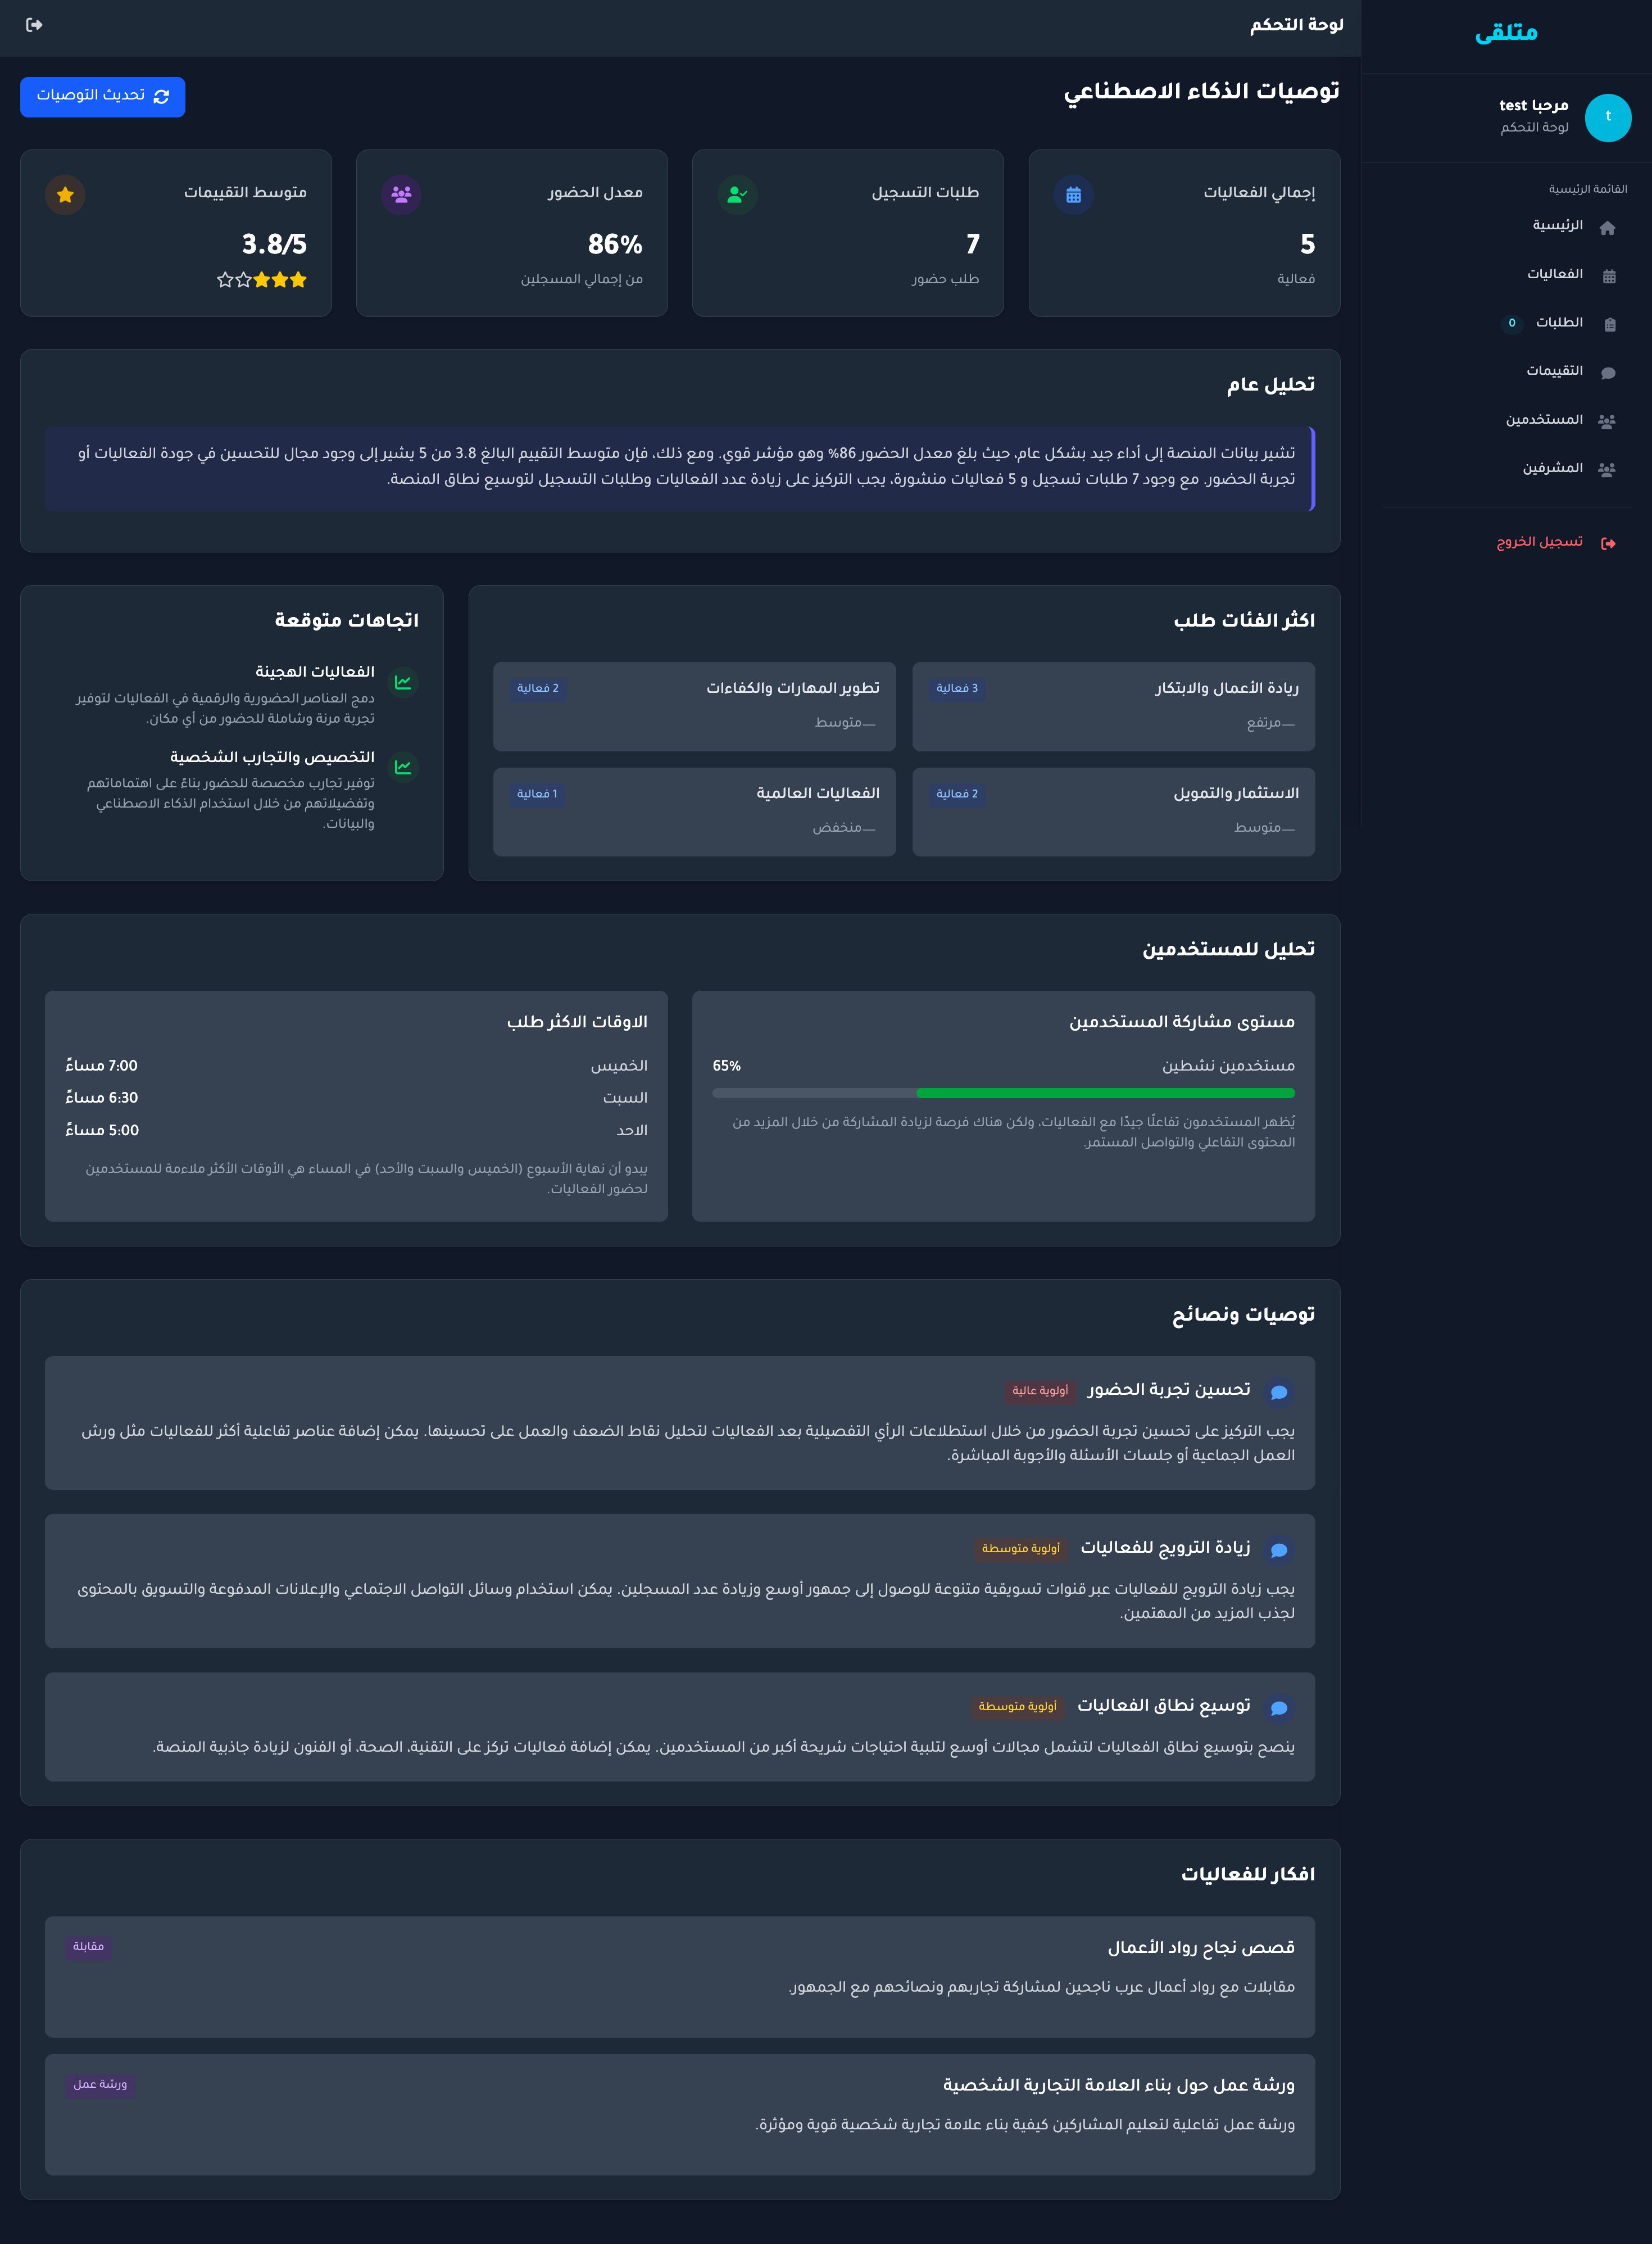 متلقى
مرحبا test
لوحة التحكم
t
القائمة الرئيسية
الرئيسية
الفعاليات
الطلبات 0
التقييمات
المستخدمين
المشرفين
تسجيل الخروج
لوحة التحكم
توصيات الذكاء الاصطناعي
تحديث التوصيات
إجمالي الفعاليات
5
فعالية
طلبات التسجيل
7
طلب حضور
معدل الحضور
86%
من إجمالي المسجلين
متوسط التقييمات
3.8/5
تحليل عام
تشير بيانات المنصة إلى أداء جيد بشكل عام، حيث بلغ معدل الحضور 86% وهو مؤشر قوي. ومع ذلك، فإن متوسط التقييم البالغ 3.8 من 5 يشير إلى وجود مجال للتحسين في جودة الفعاليات أو
تجربة الحضور. مع وجود 7 طلبات تسجيل و 5 فعاليات منشورة، يجب التركيز على زيادة عدد الفعاليات وطلبات التسجيل لتوسيع نطاق المنصة.
اكثر الفئات طلب
ريادة الأعمال والابتكار
3 فعالية
مرتفع
تطوير المهارات والكفاءات
2 فعالية
متوسط
الاستثمار والتمويل
2 فعالية
متوسط
الفعاليات العالمية
1 فعالية
منخفض
اتجاهات متوقعة
الفعاليات الهجينة
دمج العناصر الحضورية والرقمية في الفعاليات لتوفير
تجربة مرنة وشاملة للحضور من أي مكان.
التخصيص والتجارب الشخصية
توفير تجارب مخصصة للحضور بناءً على اهتماماتهم
وتفضيلاتهم من خلال استخدام الذكاء الاصطناعي
والبيانات.
تحليل للمستخدمين
مستوى مشاركة المستخدمين
مستخدمين نشطين
65%
يُظهر المستخدمون تفاعلًا جيدًا مع الفعاليات، ولكن هناك فرصة لزيادة المشاركة من خلال المزيد من
المحتوى التفاعلي والتواصل المستمر.
الاوقات الاكثر طلب
الخميس 7:00 مساءً
السبت 6:30 مساءً
الاحد 5:00 مساءً
يبدو أن نهاية الأسبوع (الخميس والسبت والأحد) في المساء هي الأوقات الأكثر ملاءمة للمستخدمين
لحضور الفعاليات.
توصيات ونصائح
تحسين تجربة الحضور أولوية عالية
يجب التركيز على تحسين تجربة الحضور من خلال استطلاعات الرأي التفصيلية بعد الفعاليات لتحليل نقاط الضعف والعمل على تحسينها. يمكن إضافة عناصر تفاعلية أكثر للفعاليات مثل ورش
العمل الجماعية أو جلسات الأسئلة والأجوبة المباشرة.
زيادة الترويج للفعاليات أولوية متوسطة
يجب زيادة الترويج للفعاليات عبر قنوات تسويقية متنوعة للوصول إلى جمهور أوسع وزيادة عدد المسجلين. يمكن استخدام وسائل التواصل الاجتماعي والإعلانات المدفوعة والتسويق بالمحتوى
لجذب المزيد من المهتمين.
توسيع نطاق الفعاليات أولوية متوسطة
ينصح بتوسيع نطاق الفعاليات لتشمل مجالات أوسع لتلبية احتياجات شريحة أكبر من المستخدمين. يمكن إضافة فعاليات تركز على التقنية، الصحة، أو الفنون لزيادة جاذبية المنصة.
افكار للفعاليات
قصص نجاح رواد الأعمال
مقابلة
مقابلات مع رواد أعمال عرب ناجحين لمشاركة تجاربهم ونصائحهم مع الجمهور.
ورشة عمل حول بناء العلامة التجارية الشخصية
ورشة عمل
ورشة عمل تفاعلية لتعليم المشاركين كيفية بناء علامة تجارية شخصية قوية ومؤثرة.